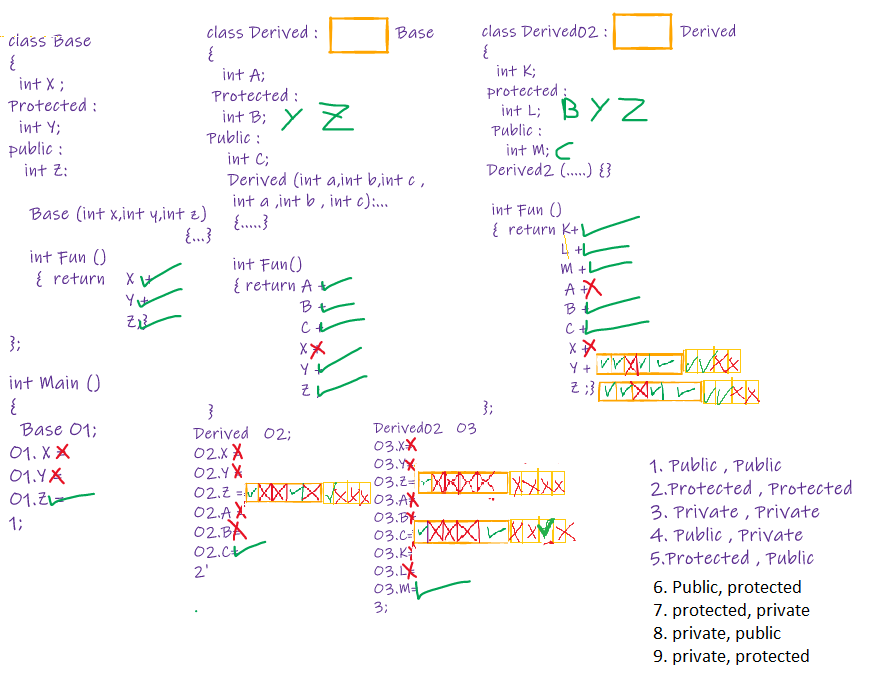 class Base
{
int X ;
Protected :
int Y;
public :
int Z:
Base (int x,int y,int z)
{...}
int Fun ()
{ return X +
Y +
Z;}
};
int Main ()
{
Base O1;
O1. X =
O1.Y =
O1.Z =
1;
class Derived : Base
{
int A;
Protected :
int B; Y Z
Public :
int C;
Derived (int a,int b,int c ,
int a ,int b , int c):...
{.....}
int Fun()
{ return A +
B +
C +
X +
Y +
Z
}
Derived O2;
O2. X =
O2.Y =
O2.Z =
O2.A =
O2.B=
O2.C=
2'
class Derived02 : Derived
{
int K;
protected :
int L; B Y Z
Public :
int M; C
Derived2 (.....) {}
int Fun ()
{ return K+
L +
M +
A +
B +
C +
X +
Y +
Z ;}
};
Derived02 O3
O3.X=
O3.Y=
O3.Z=
O3.A=
O3.B=
O3.C=
O3.K=
O3.L=
O3.M=
3;
1. Public , Public
2.Protected , Protected
3. Private , Private
4. Public , Private
5.Protected , Public
6. Public, protected
7. protected, private
8. private, public
9. private, protected